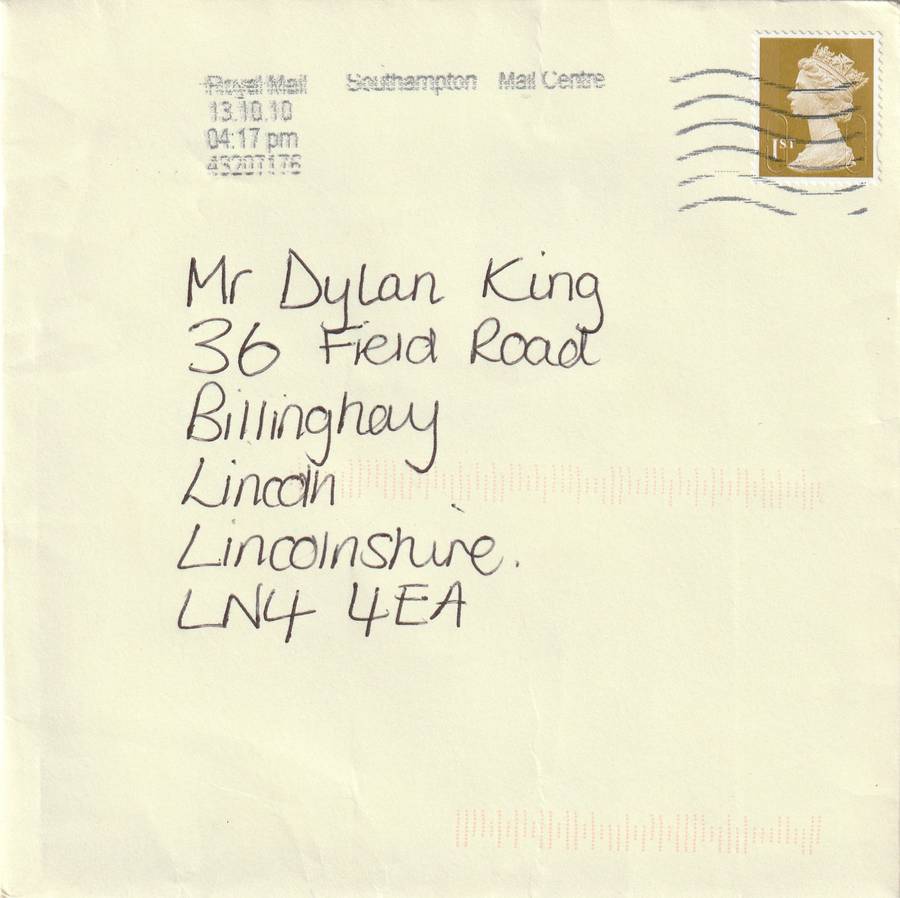 Royal Mail Southampton Mail Centre
13.10.10
04:17 pm
43207176
1ST
Mr Dylan King
36 Field Road
Billinghay
Lincoln
Lincolnshire.
LN4 4EA